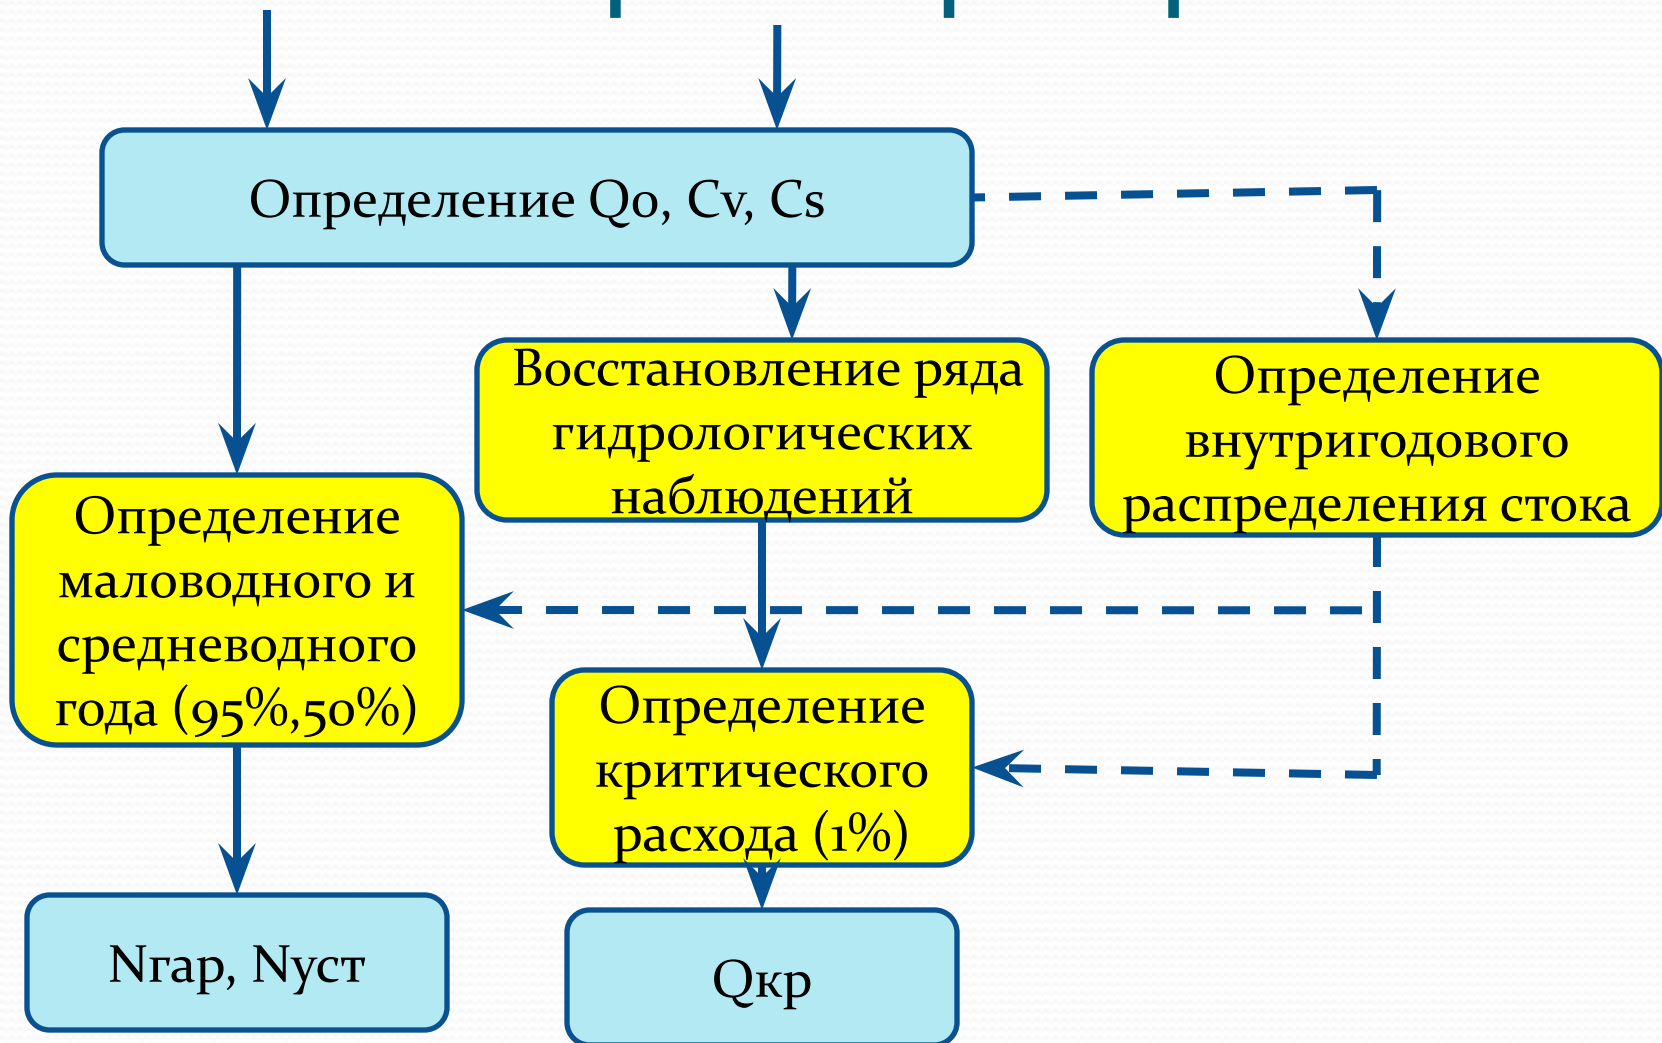 Определение Qo, Cv, Cs
Восстановление ряда
гидрологических
наблюдений
Определение
внутригодового
распределения стока
Определение
маловодного и
средневодного
года (95%,50%)
Определение
критического
расхода (1%)
Nгар, Nуст
Qкр